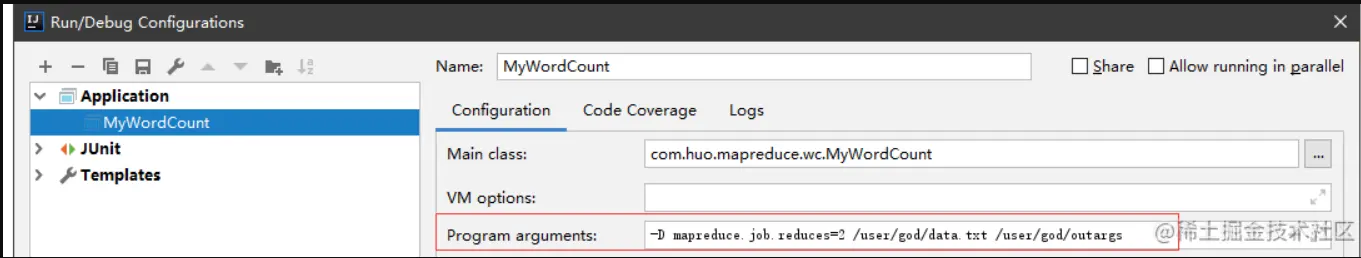 Run/Debug Configurations
Name: MyWordCount Share Allow running in parallel
Application
MyWordCount
JUnit
Templates
Configuration Code Coverage Logs
Main class: com.huo.mapreduce.wc.MyWordCount ...
VM options:
Program arguments: -D mapreduce.job.reduces=2 /user/god/data.txt /user/god/outargs
@稀土掘金技术社区